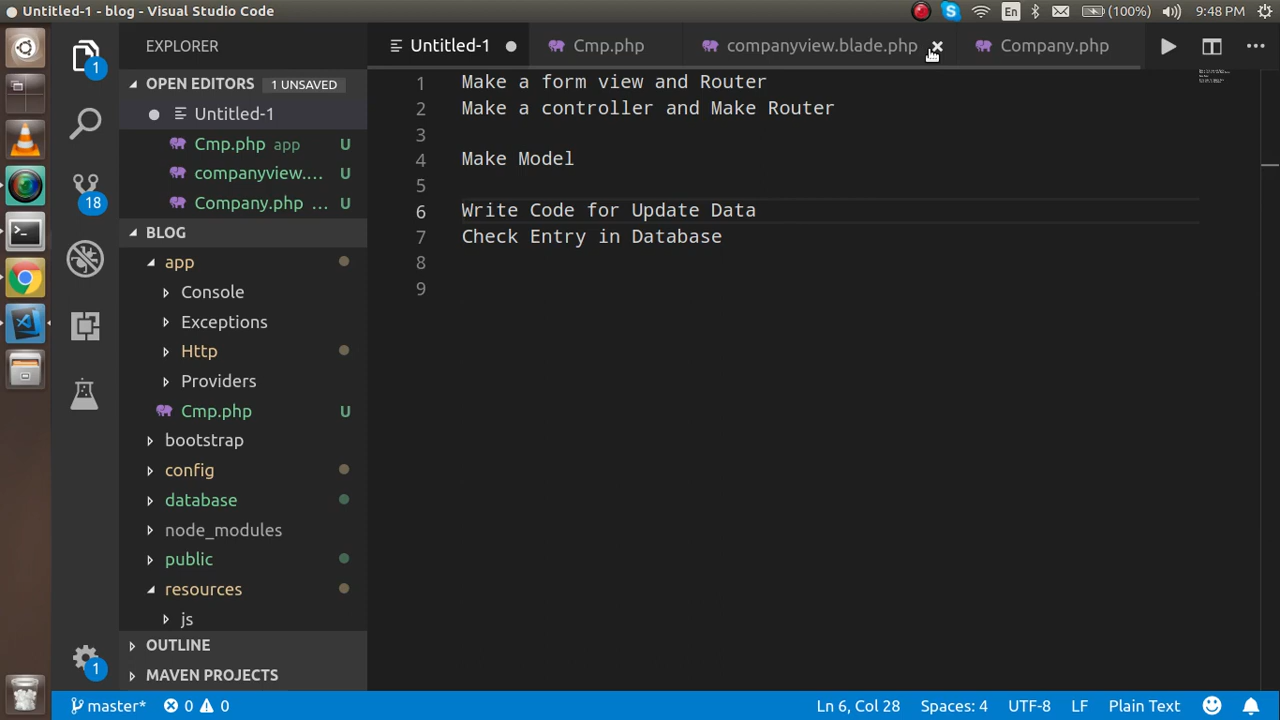 Untitled-1 - blog - Visual Studio Code
En
(100%)
9:48 PM
EXPLORER
Untitled-1
Cmp.php
companyview.blade.php
Company.php
OPEN EDITORS
1 UNSAVED
Untitled-1
Cmp.php app U
companyview.... U
Company.php ... U
BLOG
app
Console
Exceptions
Http
Providers
Cmp.php U
bootstrap
config
database
node_modules
public
resources
js
OUTLINE
MAVEN PROJECTS
1
18
1
1 Make a form view and Router
2 Make a controller and Make Router
3
4 Make Model
5
6 Write Code for Update Data
7 Check Entry in Database
8
9
master*
0
0
Ln 6, Col 28
Spaces: 4
UTF-8
LF
Plain Text